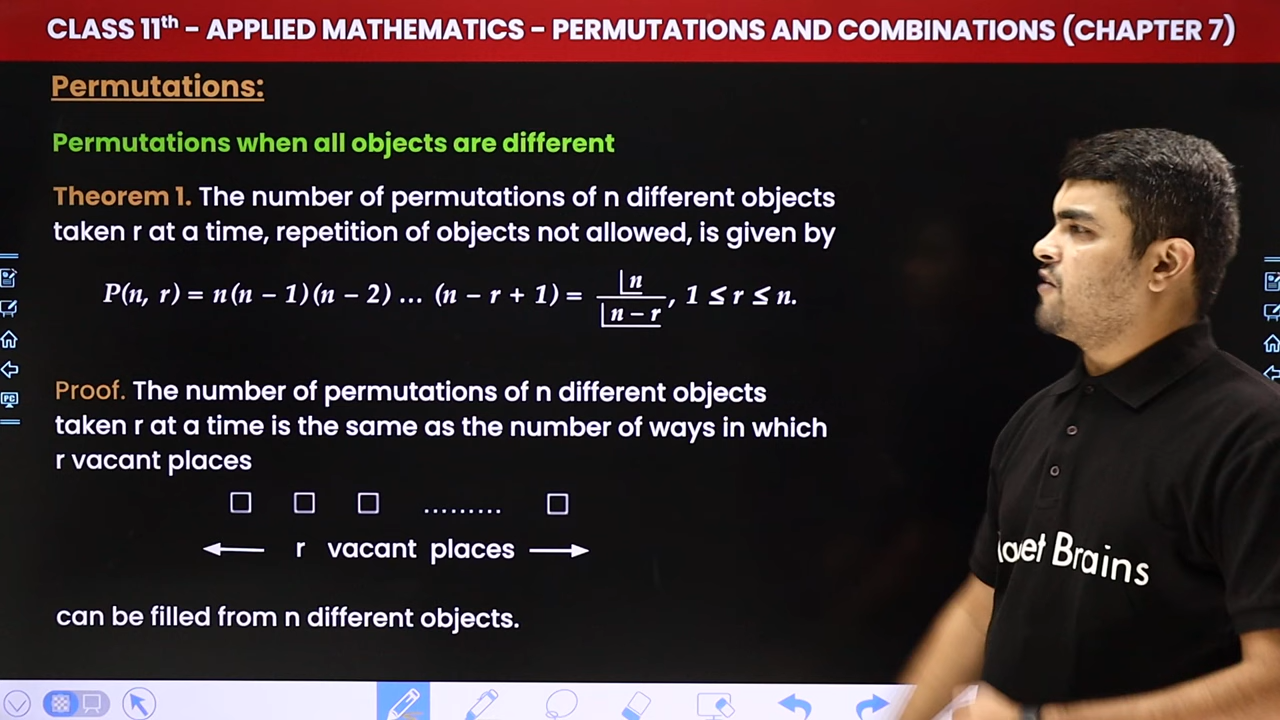 CLASS 11th – APPLIED MATHEMATICS – PERMUTATIONS AND COMBINATIONS (CHAPTER 7)
Permutations:
Permutations when all objects are different
Theorem 1. The number of permutations of n different objects
taken r at a time, repetition of objects not allowed, is given by
P(n, r) = n(n − 1)(n − 2) … (n − r + 1) = |n / |n − r, 1 ≤ r ≤ n.
Proof. The number of permutations of n different objects
taken r at a time is the same as the number of ways in which
r vacant places
□ □ □ ......... □
← r vacant places →
can be filled from n different objects.
Brains
PC